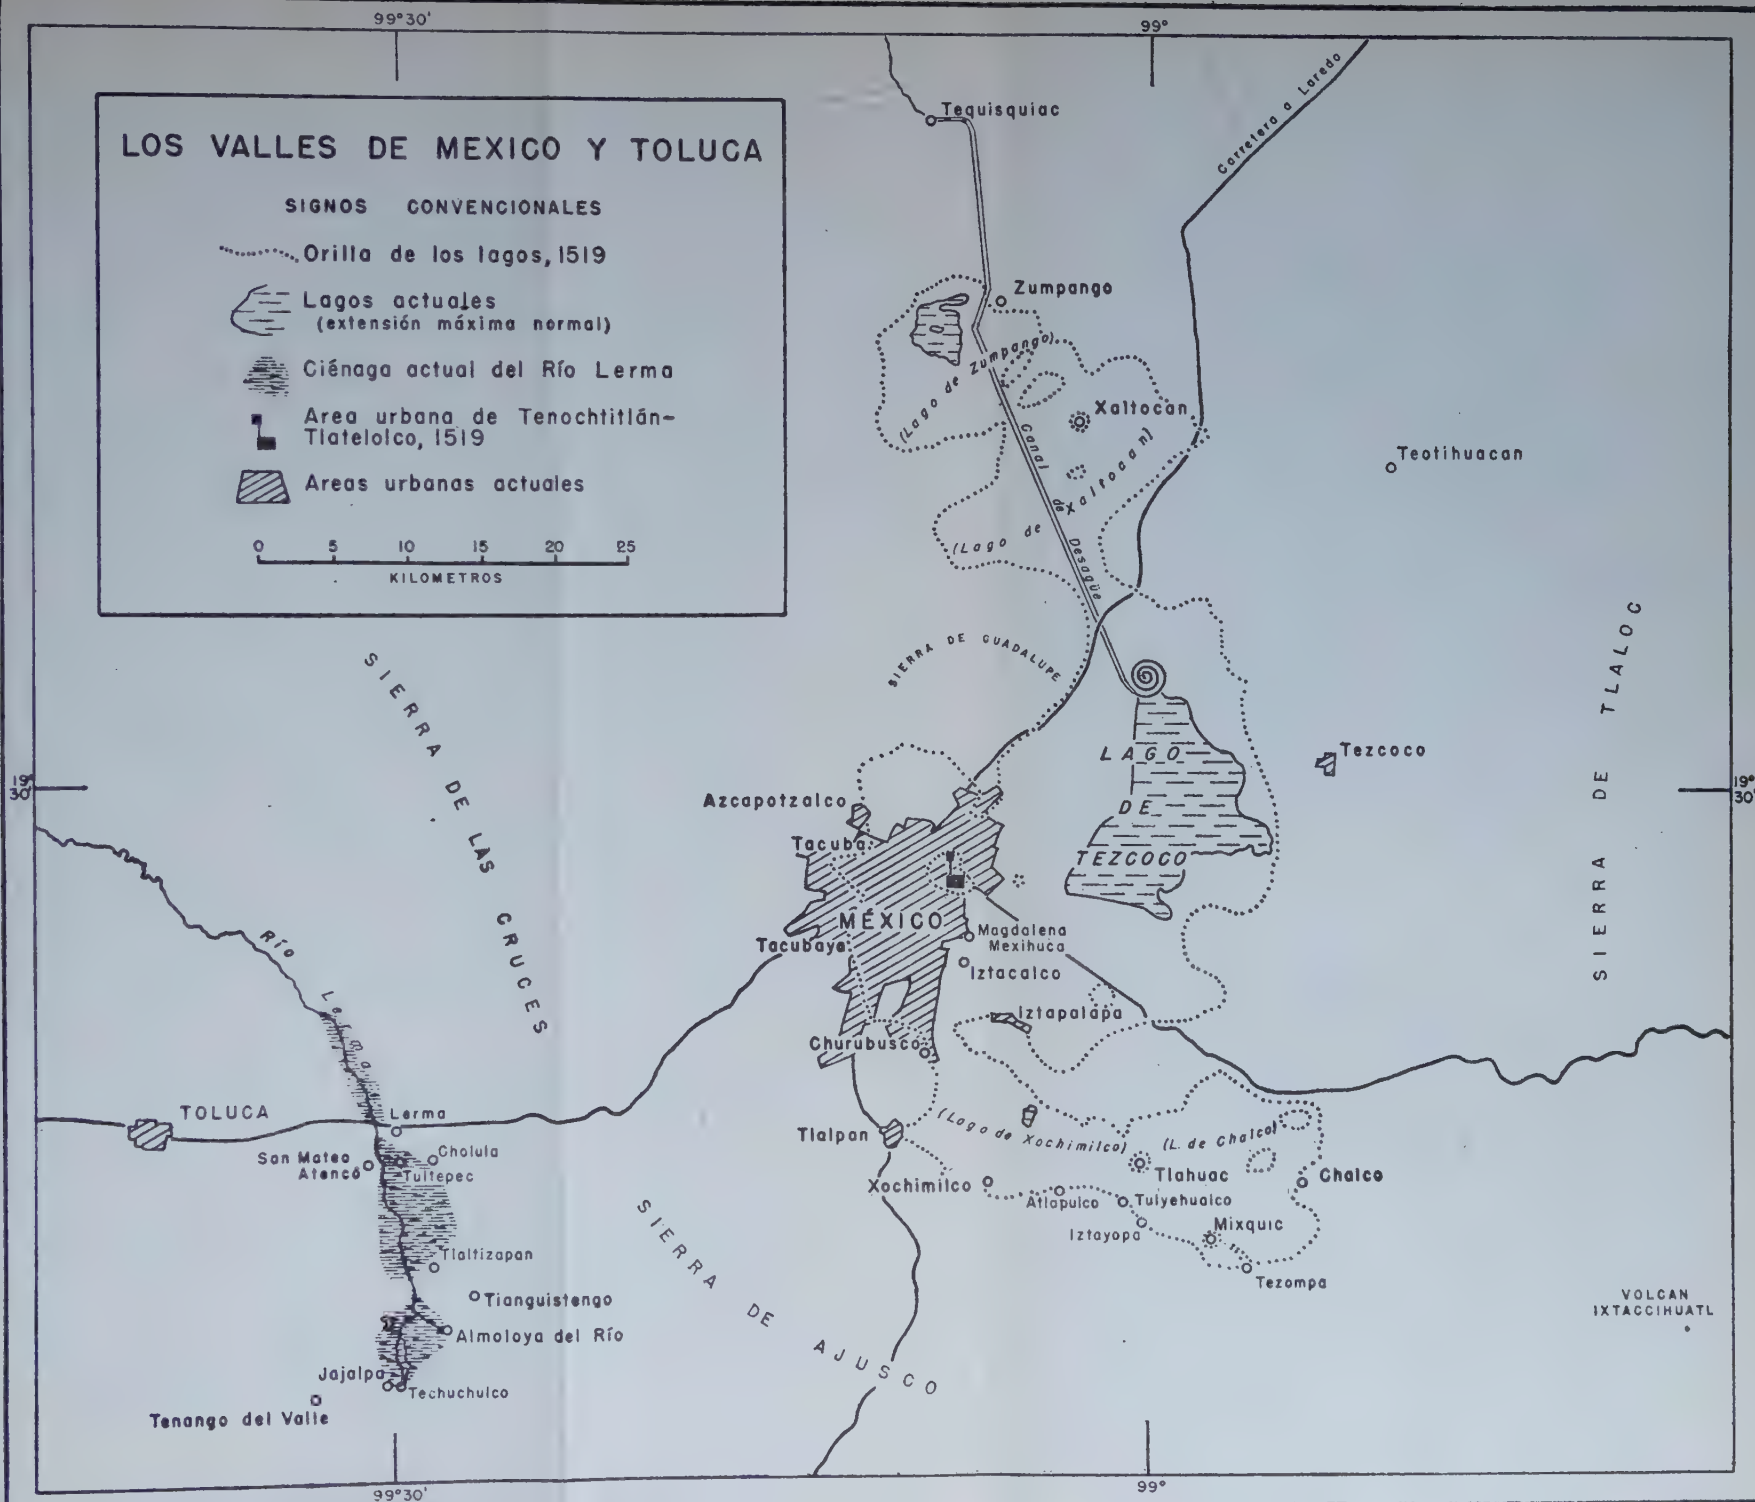 99°30'
99°
LOS VALLES DE MEXICO Y TOLUCA
SIGNOS CONVENCIONALES
Orilla de los lagos, 1519
Lagos actuales
(extensión máxima normal)
Ciénaga actual del Río Lerma
Area urbana de Tenochtitlán-
Tlatelolco, 1519
Areas urbanas actuales
0 5 10 15 20 25
KILOMETROS
Tequisquiac
Carretera a Laredo
Zumpango
(Lago de Zumpango)
Xaltocan
Teotihuacan
(Lago de Xaltocan)
Canal de Desagüe
SIERRA DE GUADALUPE
SIERRA DE LAS CRUCES
SIERRA DE TLALOC
LAGO
DE
TEZCOCO
Tezcoco
19°
30'
19°
30'
Azcapotzalco
Tacuba
MÉXICO
Tacubaya
Magdalena
Mexihuca
Iztacalco
Iztapalapa
Churubusco
Río Lerma
TOLUCA
Lerma
San Mateo
Atenco
Cholula
Tultepec
Tlalpan
(Lago de Xochimilco)
(L. de Chalco)
Tlahuac
Chalco
Xochimilco
Atlapulco
Tulyehualco
Iztayopa
Mixquic
Tezompa
Tlaltizapan
Tianguistengo
Almoloya del Río
Jajalpa
Techuchulco
Tenango del Valle
SIERRA DE AJUSCO
VOLCAN
IXTACCIHUATL
99°30'
99°